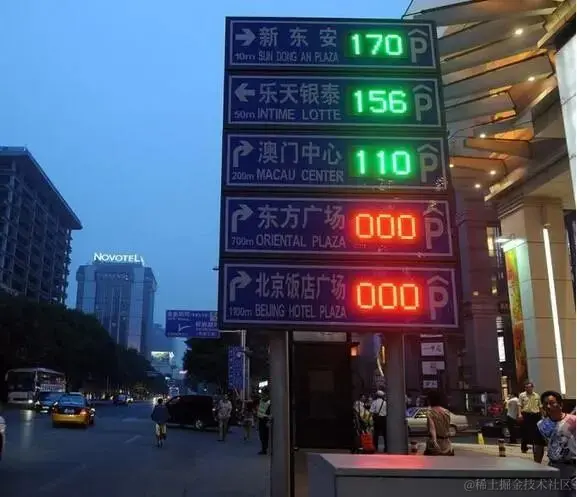 新东安 170 P
10m SUN DONG AN PLAZA
乐天银泰 156 P
50m INTIME LOTTE
澳门中心 110 P
200m MACAU CENTER
东方广场 000 P
700m ORIENTAL PLAZA
北京饭店广场 000 P
1100m BEIJING HOTEL PLAZA
NOVOTEL
@稀土掘金技术社区